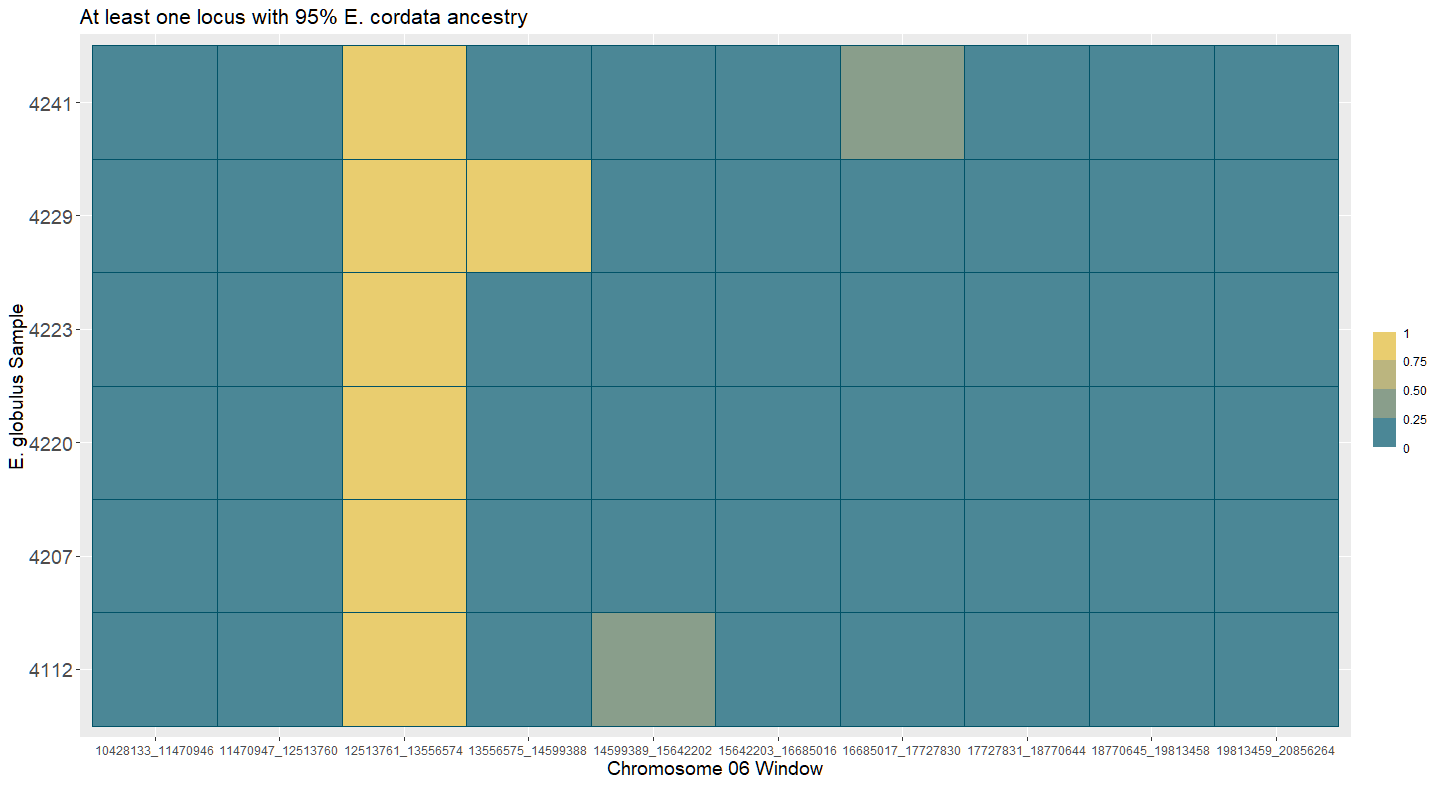 At least one locus with 95% E. cordata ancestry
E. globulus Sample
4241
4229
4223
4220
4207
4112
1
0.75
0.50
0.25
0
10428133_11470946 11470947_12513760 12513761_13556574 13556575_14599388 14599389_15642202 15642203_16685016 16685017_17727830 17727831_18770644 18770645_19813458 19813459_20856264
Chromosome 06 Window